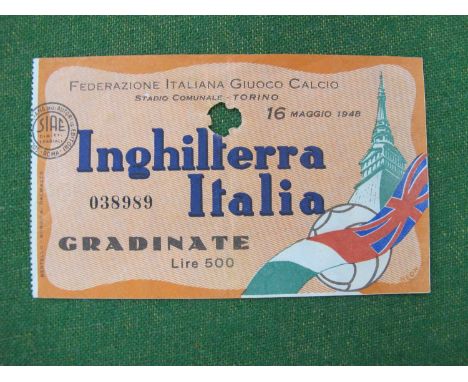 FEDERAZIONE ITALIANA GIUOCO CALCIO
STADIO COMUNALE - TORINO
16 MAGGIO 1948
SIAE
Inghilterra
038989
Italia
GRADINATE
Lire 500